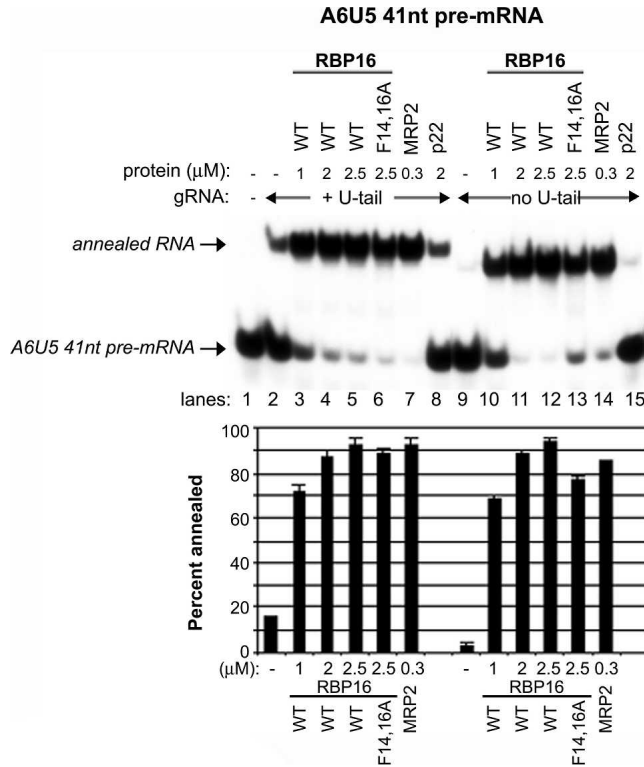 A6U5 41nt pre-mRNA
RBP16 RBP16
WT WT WT F14,16A MRP2 p22 WT WT WT F14,16A MRP2 p22
protein (μM): - - 1 2 2.5 2.5 0.3 2 - 1 2 2.5 2.5 0.3 2
gRNA: - + U-tail no U-tail
annealed RNA
A6U5 41nt pre-mRNA
lanes: 1 2 3 4 5 6 7 8 9 10 11 12 13 14 15
100
80
60
40
20
0
Percent annealed
(μM): - 1 2 2.5 2.5 0.3 - 1 2 2.5 2.5 0.3
RBP16 RBP16
WT WT WT F14,16A MRP2 WT WT WT F14,16A MRP2